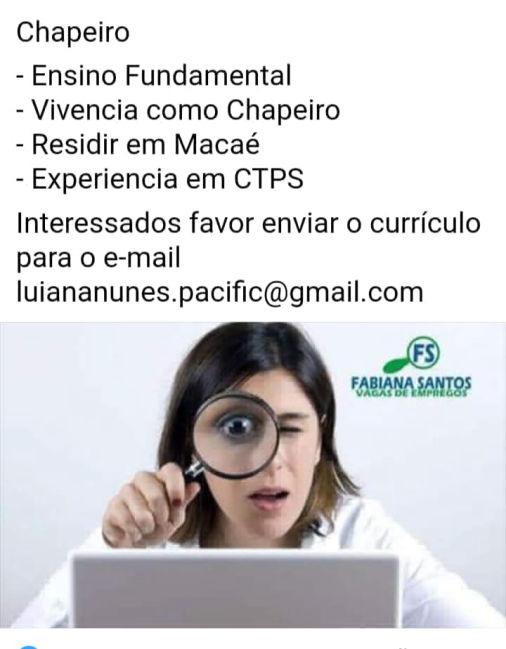 Chapeiro
- Ensino Fundamental
- Vivencia como Chapeiro
- Residir em Macaé
- Experiencia em CTPS
Interessados favor enviar o currículo
para o e-mail
luiananunes.pacific@gmail.com
FS
FABIANA SANTOS
VAGAS DE EMPREGOS